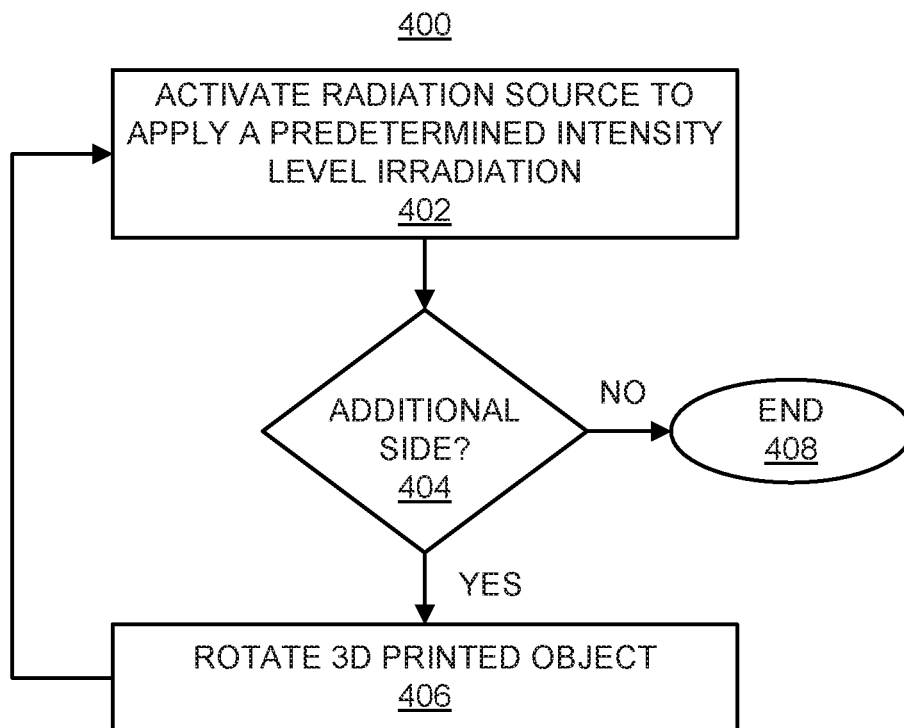 400
ACTIVATE RADIATION SOURCE TO
APPLY A PREDETERMINED INTENSITY
LEVEL IRRADIATION
402
ADDITIONAL
SIDE?
404
NO
END
408
YES
ROTATE 3D PRINTED OBJECT
406